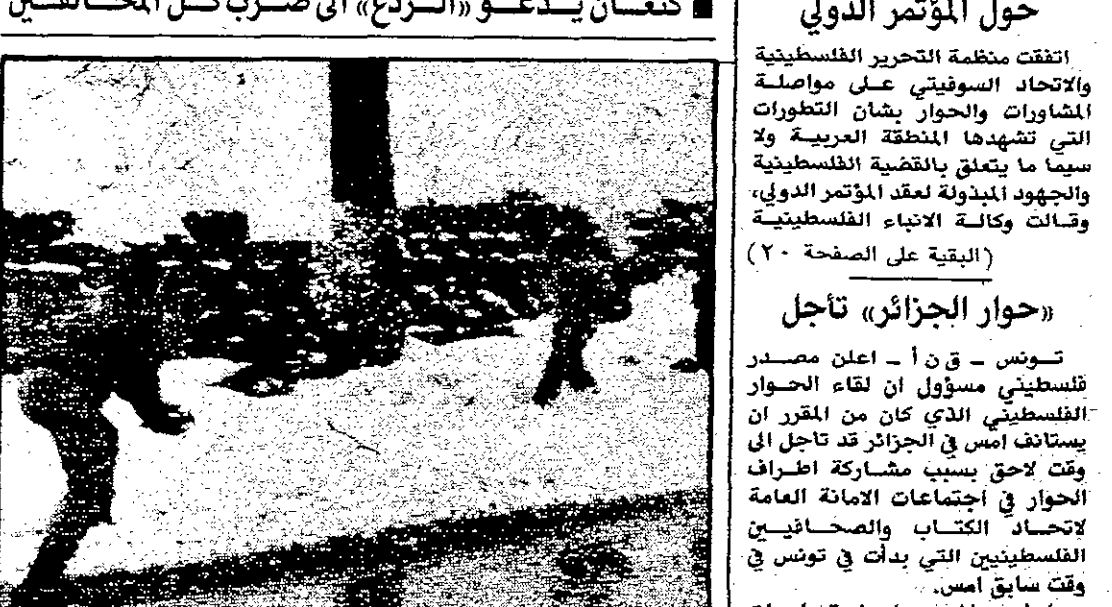 ■ كنعان يدعو «الردع» الى ضرب كل المخالفين
حول المؤتمر الدولي
اتفقت منظمة التحرير الفلسطينية
والاتحاد السوفيتي على مواصلة
المشاورات والحوار بشأن التطورات
التي تشهدها المنطقة العربية ولا
سيما ما يتعلق بالقضية الفلسطينية
والجهود المبذولة لعقد المؤتمر الدولي،
وقالت وكالة الانباء الفلسطينية
(البقية على الصفحة ٢٠)
«حوار الجزائر» تأجل
تونس - ق ن أ - اعلن مصدر
فلسطيني مسؤول ان لقاء الحوار
الفلسطيني الذي كان من المقرر ان
يستانف امس في الجزائر قد تاجل الى
وقت لاحق بسبب مشاركة اطراف
الحوار في اجتماعات الامانة العامة
لاتحاد الكتاب والصحافيين
الفلسطينيين التي بدأت في تونس في
وقت سابق امس.